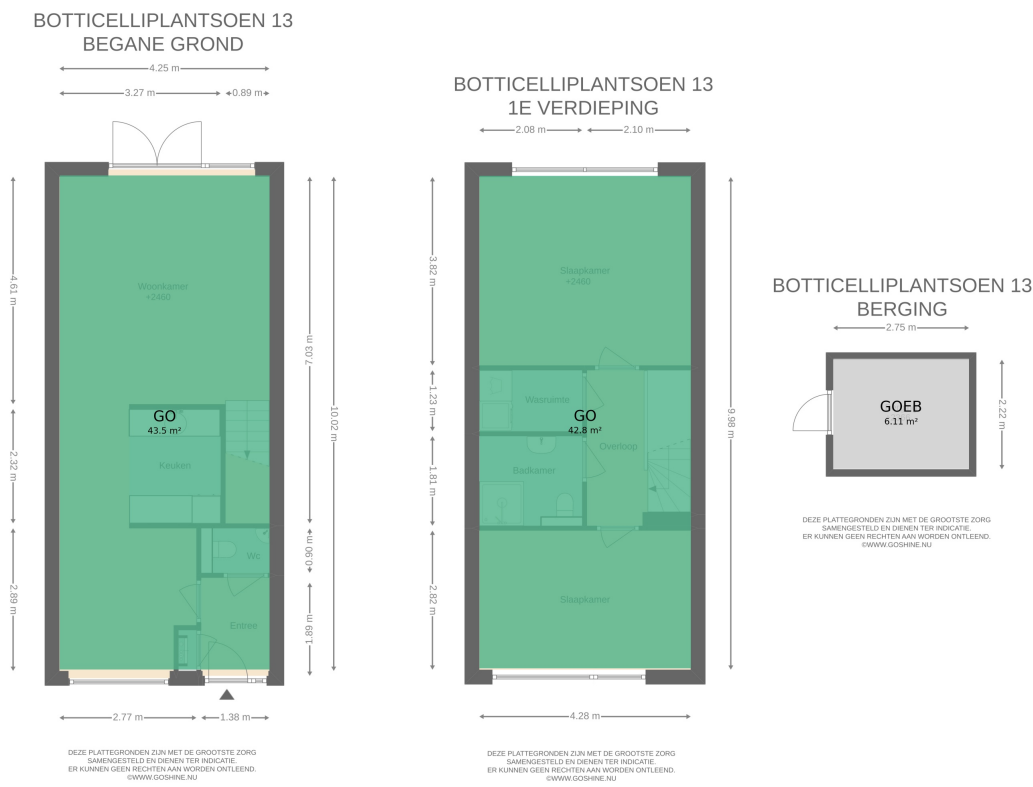 BOTTICELLIPLANTSOEN 13
BEGANE GROND
4.25 m
3.27 m
0.89 m
4.61 m
2.32 m
2.89 m
7.03 m
0.90 m
1.69 m
10.02 m
Woonkamer
+2460
GO
43.5 m²
Keuken
Wc
Entree
2.77 m
1.38 m
DEZE PLATTEGRONDEN ZIJN MET DE GROOTSTE ZORG
SAMENGESTELD EN DIENEN TER INDICATIE.
ER KUNNEN GEEN RECHTEN AAN WORDEN ONTLEEND.
©WWW.GOSHINE.NU
BOTTICELLIPLANTSOEN 13
1E VERDIEPING
2.08 m
2.10 m
3.82 m
1.23 m
1.81 m
2.82 m
9.98 m
Slaapkamer
+2460
Wasruimte
GO
42.8 m²
Overloop
Badkamer
Slaapkamer
4.28 m
DEZE PLATTEGRONDEN ZIJN MET DE GROOTSTE ZORG
SAMENGESTELD EN DIENEN TER INDICATIE.
ER KUNNEN GEEN RECHTEN AAN WORDEN ONTLEEND.
©WWW.GOSHINE.NU
BOTTICELLIPLANTSOEN 13
BERGING
2.75 m
2.22 m
GOEB
6.11 m²
DEZE PLATTEGRONDEN ZIJN MET DE GROOTSTE ZORG
SAMENGESTELD EN DIENEN TER INDICATIE.
ER KUNNEN GEEN RECHTEN AAN WORDEN ONTLEEND.
©WWW.GOSHINE.NU